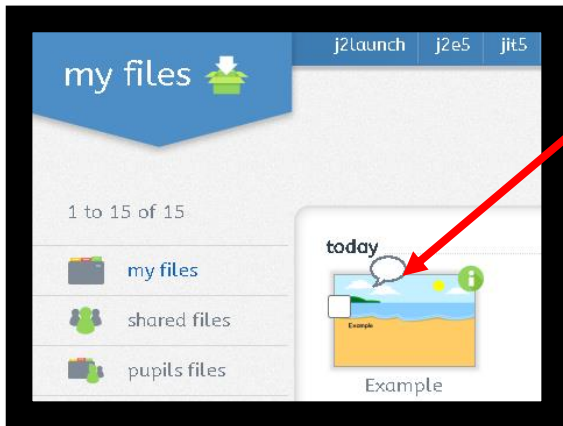 j2launch j2e5 jit5
my files
1 to 15 of 15
my files
shared files
pupils files
today
i
Example
Example